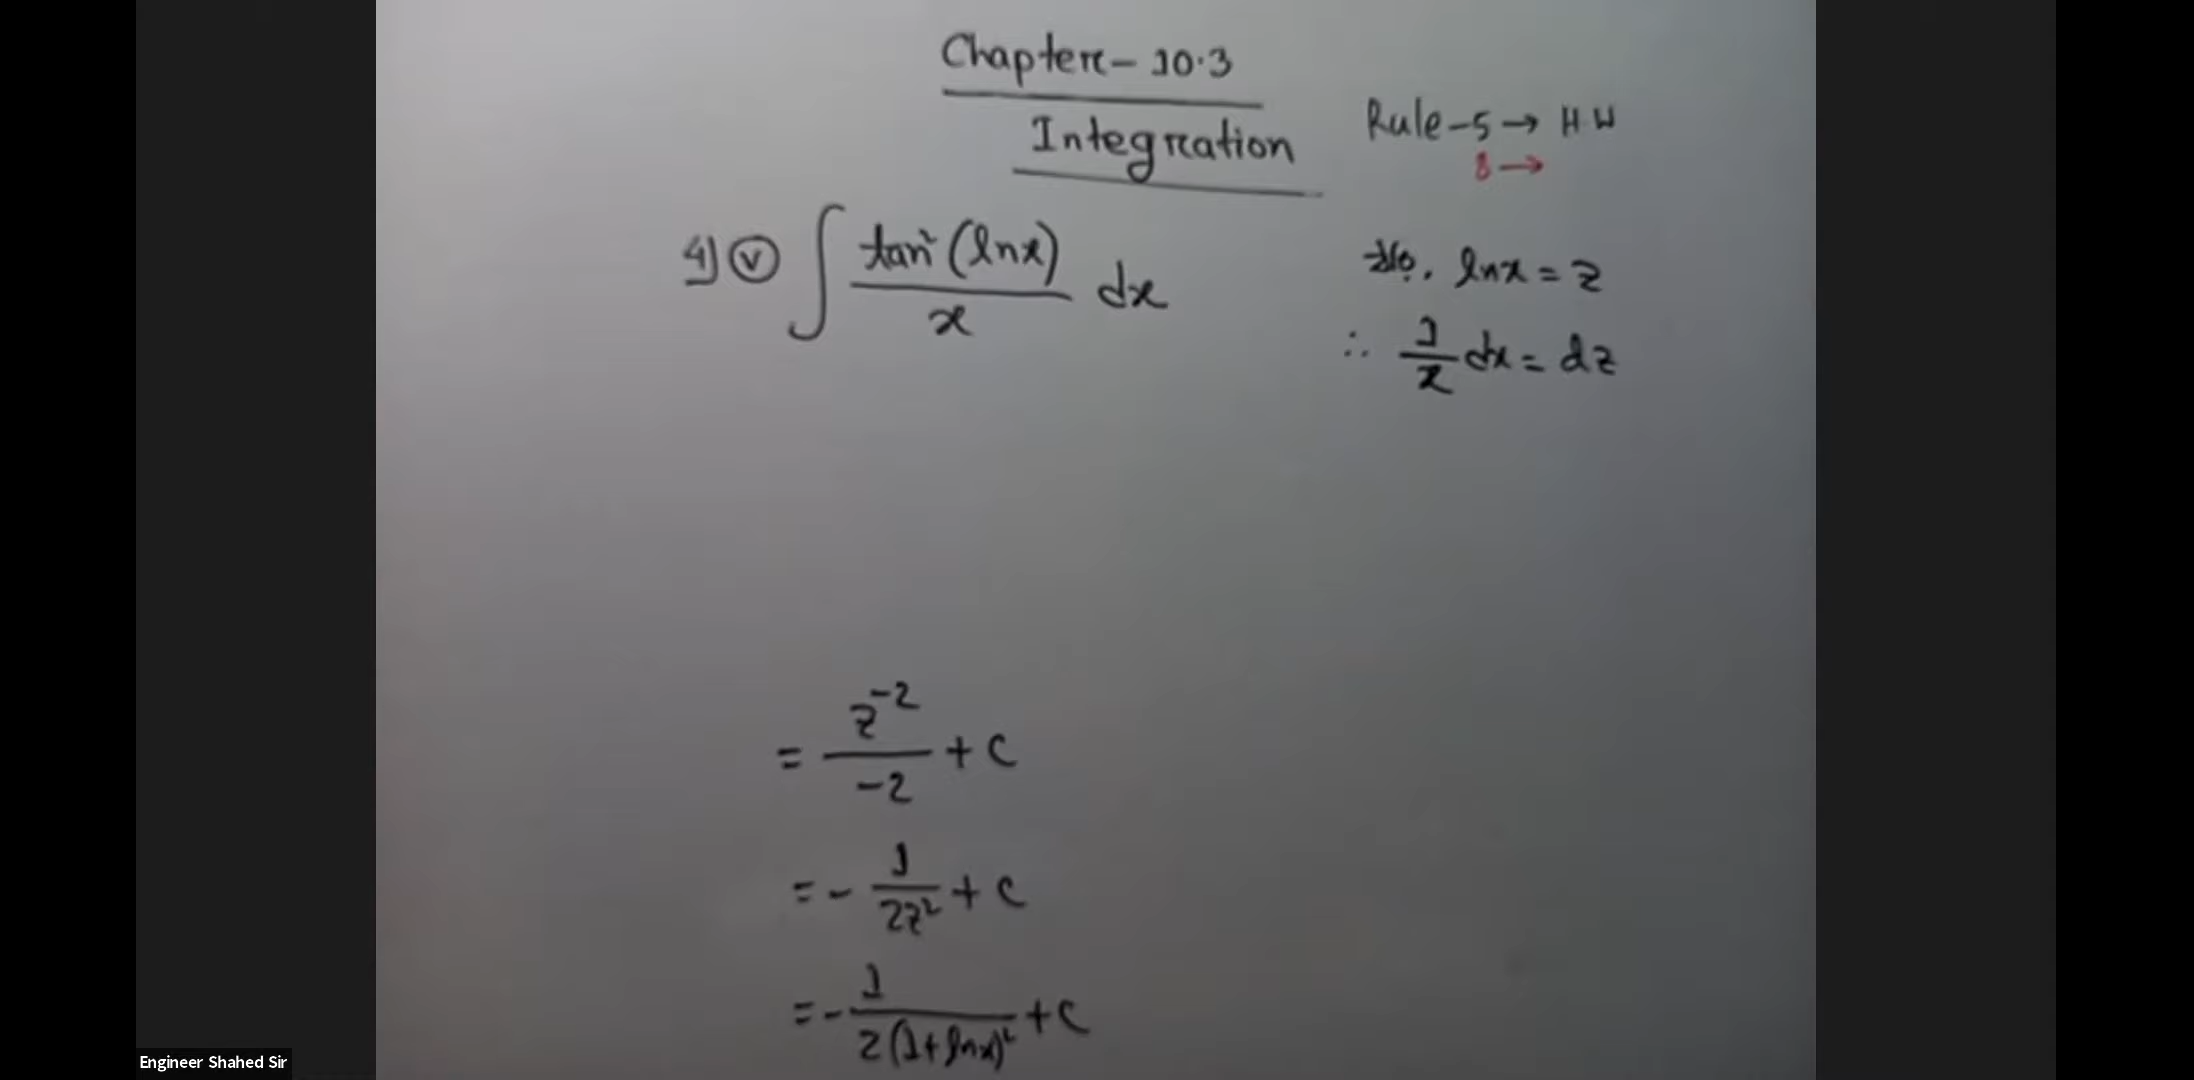 Chapter - 10.3
Integration
Rule-5 → H.W
8 →
4) ⓥ ∫ tan²(lnx)/x dx
ধরি, lnx = z
∴ 1/x dx = dz
= z⁻²/-2 + c
= - 1/2z² + c
= - 1/2(1+lnx)² + c
Engineer Shahed Sir